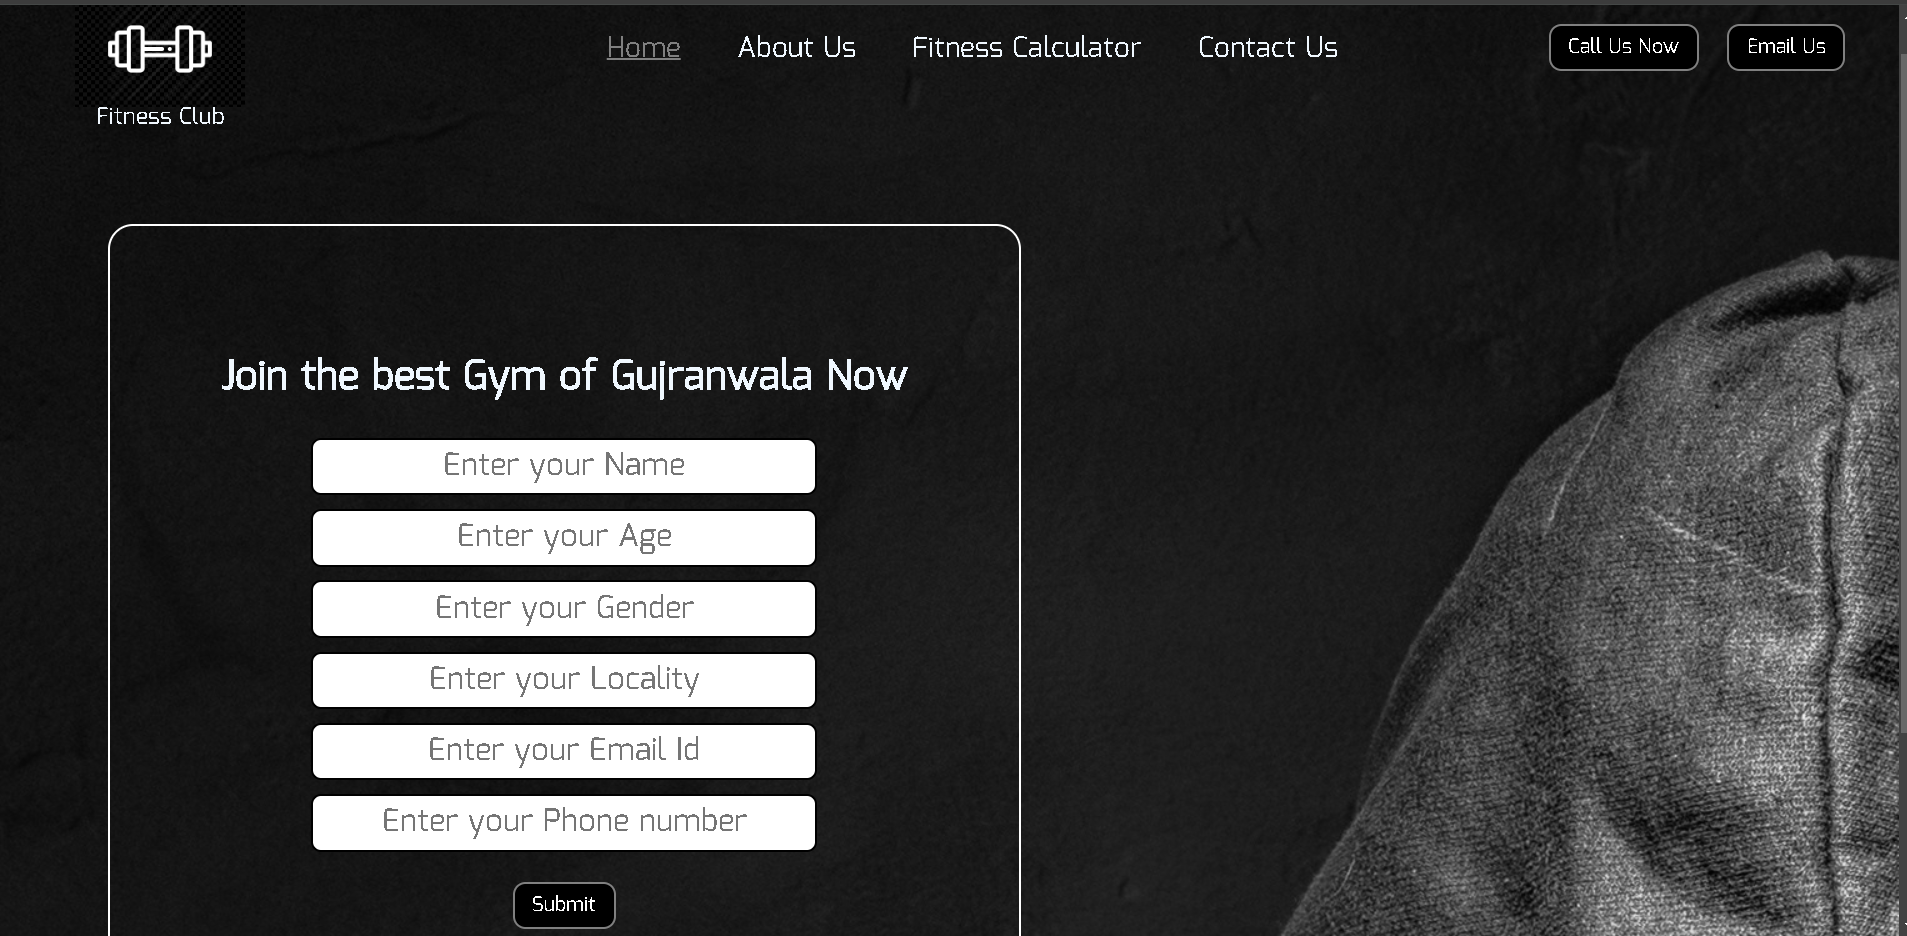 Home About Us Fitness Calculator Contact Us Call Us Now Email Us
Fitness Club
Join the best Gym of Gujranwala Now
Enter your Name
Enter your Age
Enter your Gender
Enter your Locality
Enter your Email Id
Enter your Phone number
Submit